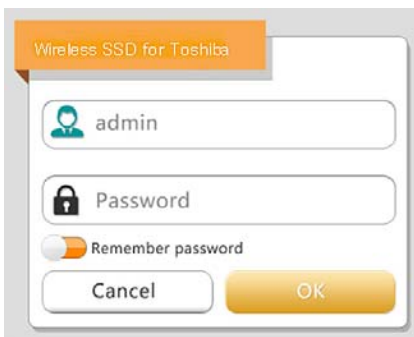 Wireless SSD for Toshiba
admin
Password
Remember password
Cancel
OK